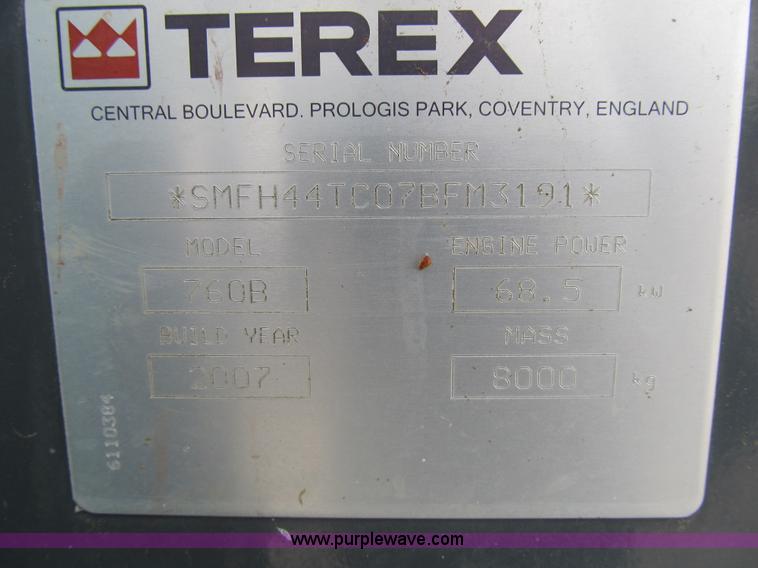 TEREX
CENTRAL BOULEVARD. PROLOGIS PARK, COVENTRY, ENGLAND
SERIAL NUMBER
*SMFH44TC07BFM3191*
MODEL ENGINE POWER
760B 68.5 kW
BUILD YEAR MASS
2007 8000 kg
6110384
www.purplewave.com